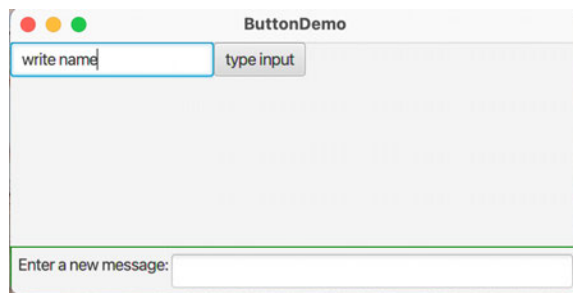 ButtonDemo
write name type input
Enter a new message: